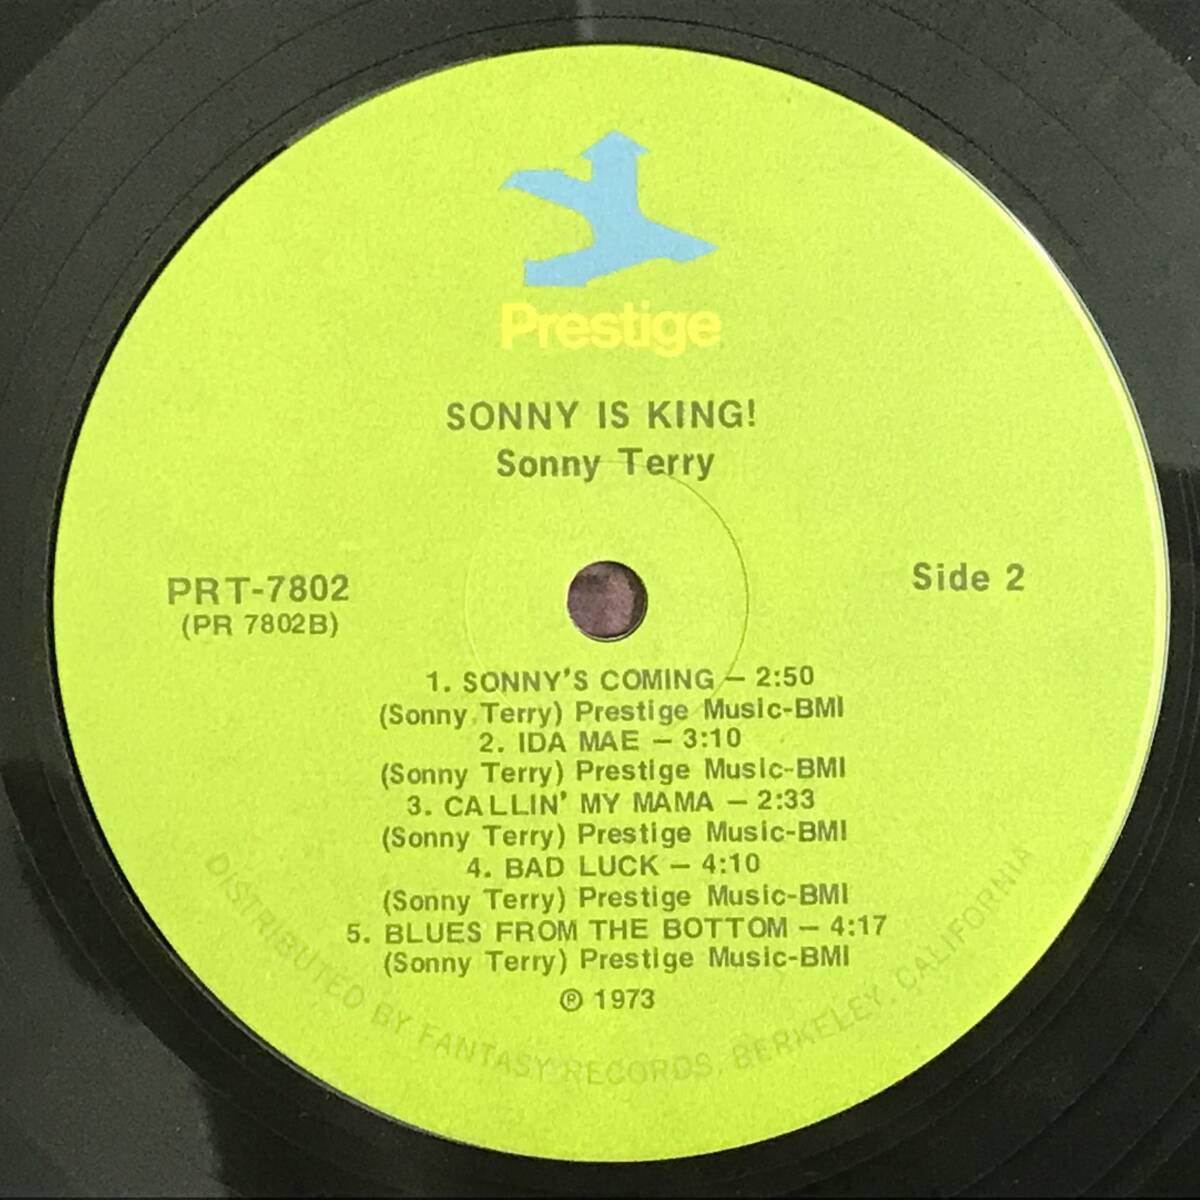 Prestige
SONNY IS KING!
Sonny Terry
PRT-7802
(PR 7802B)
Side 2
1. SONNY'S COMING — 2:50
(Sonny Terry) Prestige Music-BMI
2. IDA MAE — 3:10
(Sonny Terry) Prestige Music-BMI
3. CALLIN' MY MAMA — 2:33
(Sonny Terry) Prestige Music-BMI
4. BAD LUCK — 4:10
(Sonny Terry) Prestige Music-BMI
5. BLUES FROM THE BOTTOM — 4:17
(Sonny Terry) Prestige Music-BMI
® 1973
DISTRIBUTED BY FANTASY RECORDS, BERKELEY, CALIFORNIA